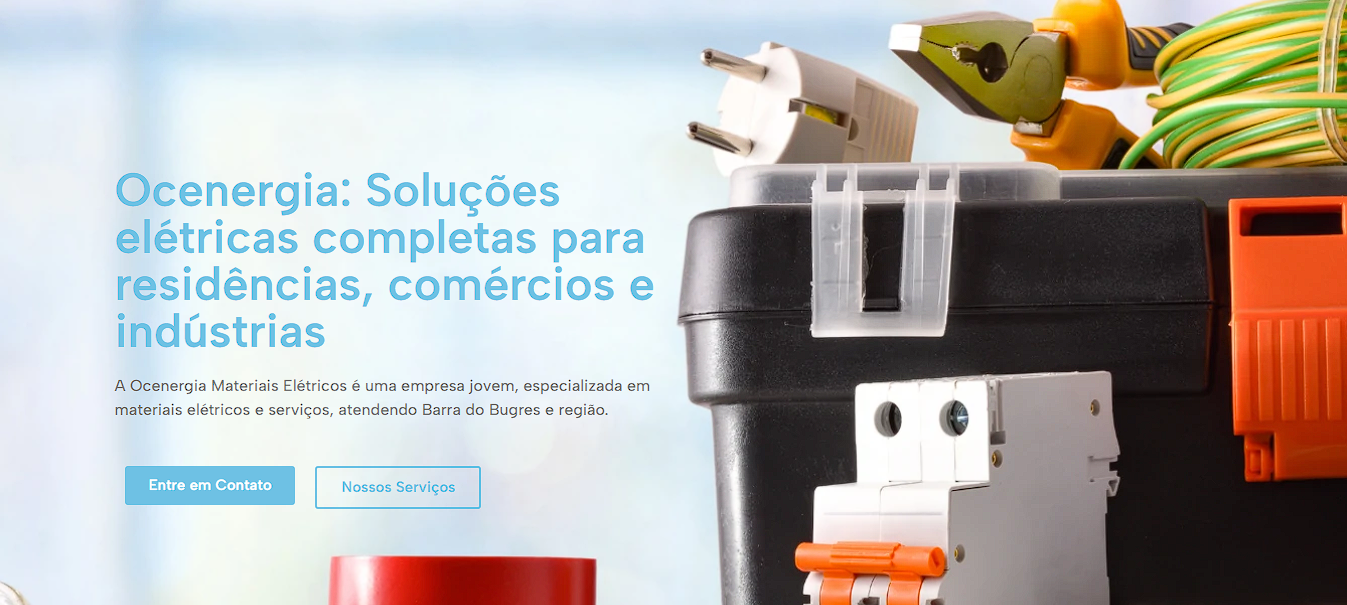 Ocenergia: Soluções
elétricas completas para
residências, comércios e
indústrias
A Ocenergia Materiais Elétricos é uma empresa jovem, especializada em
materiais elétricos e serviços, atendendo Barra do Bugres e região.
Entre em Contato
Nossos Serviços